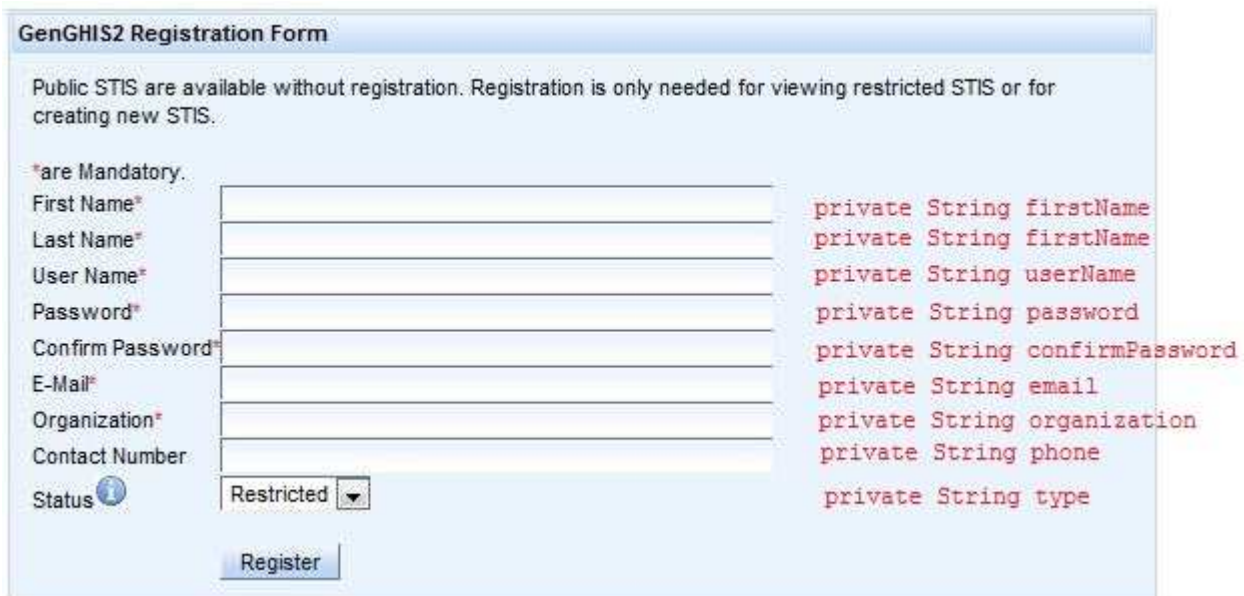 GenGHIS2 Registration Form
Public STIS are available without registration. Registration is only needed for viewing restricted STIS or for
creating new STIS.
*are Mandatory.
First Name* private String firstName
Last Name* private String firstName
User Name* private String userName
Password* private String password
Confirm Password* private String confirmPassword
E-Mail* private String email
Organization* private String organization
Contact Number private String phone
Status i Restricted private String type
Register